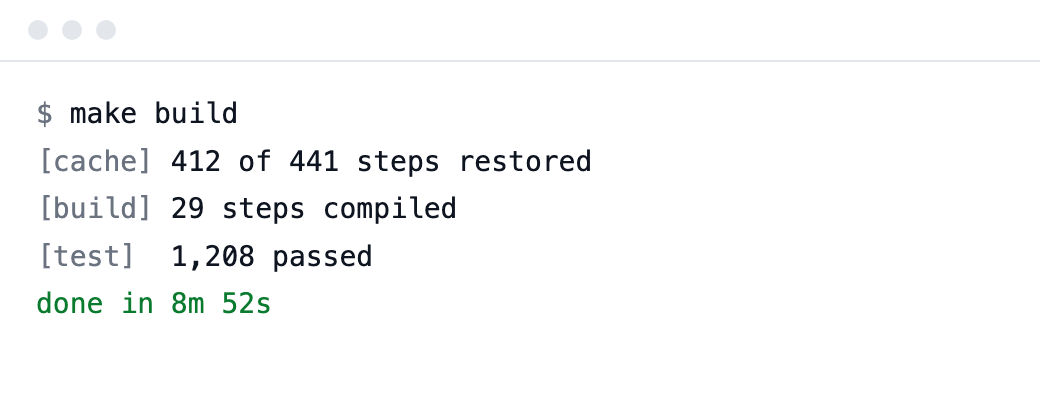 $ make build
[cache] 412 of 441 steps restored
[build] 29 steps compiled
[test]  1,208 passed
done in 8m 52s